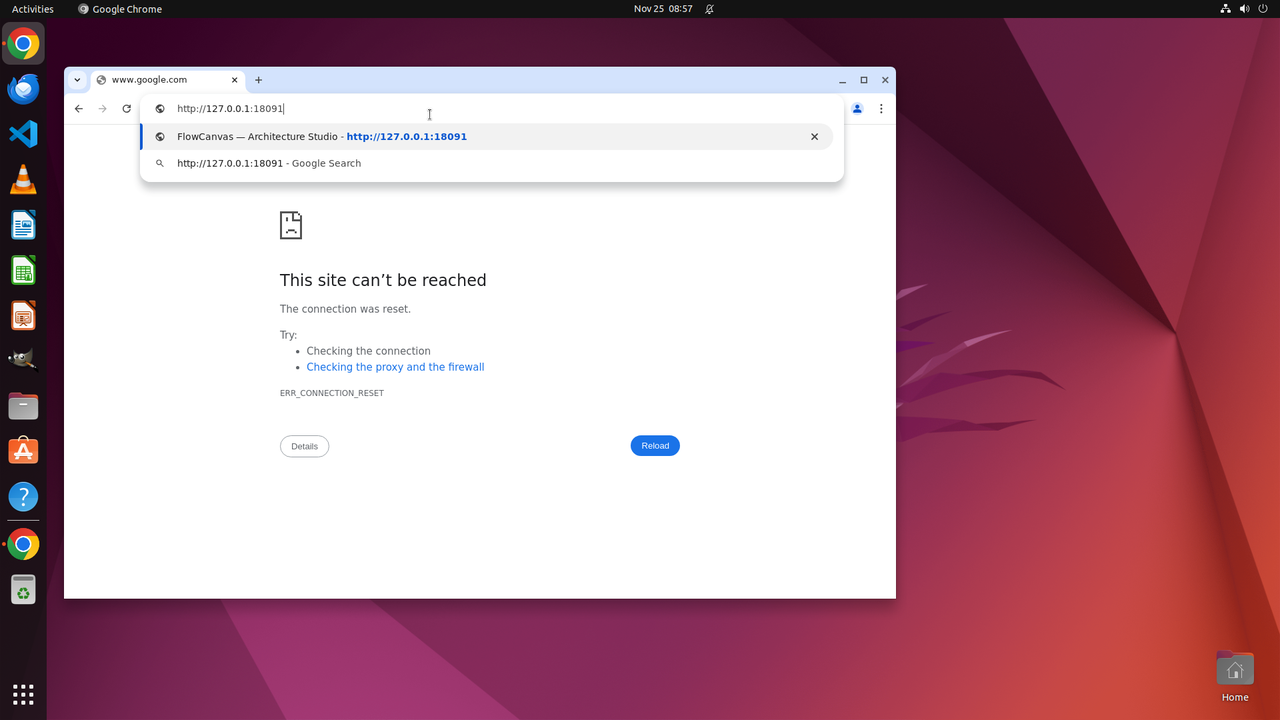 Activities
Google Chrome
Nov 25 08:57
www.google.com
http://127.0.0.1:18091
FlowCanvas — Architecture Studio - http://127.0.0.1:18091
http://127.0.0.1:18091 - Google Search
This site can’t be reached
The connection was reset.
Try:
• Checking the connection
• Checking the proxy and the firewall
ERR_CONNECTION_RESET
Details
Reload
Home